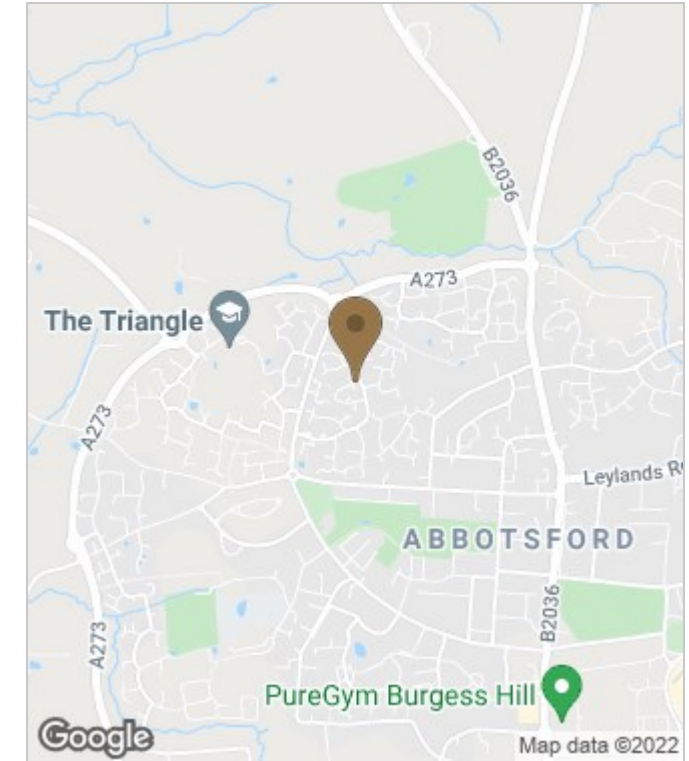 B2036
A273
The Triangle
A273
Leylands R
ABBOTSFORD
B2036
A273
PureGym Burgess Hill
Google
Map data ©2022